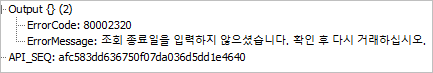 Output {} (2)
ErrorCode: 80002320
ErrorMessage: 조회 종료일을 입력하지 않으셨습니다. 확인 후 다시 거래하십시오.
API_SEQ: afc583dd636750f07da036d5dd1e4640